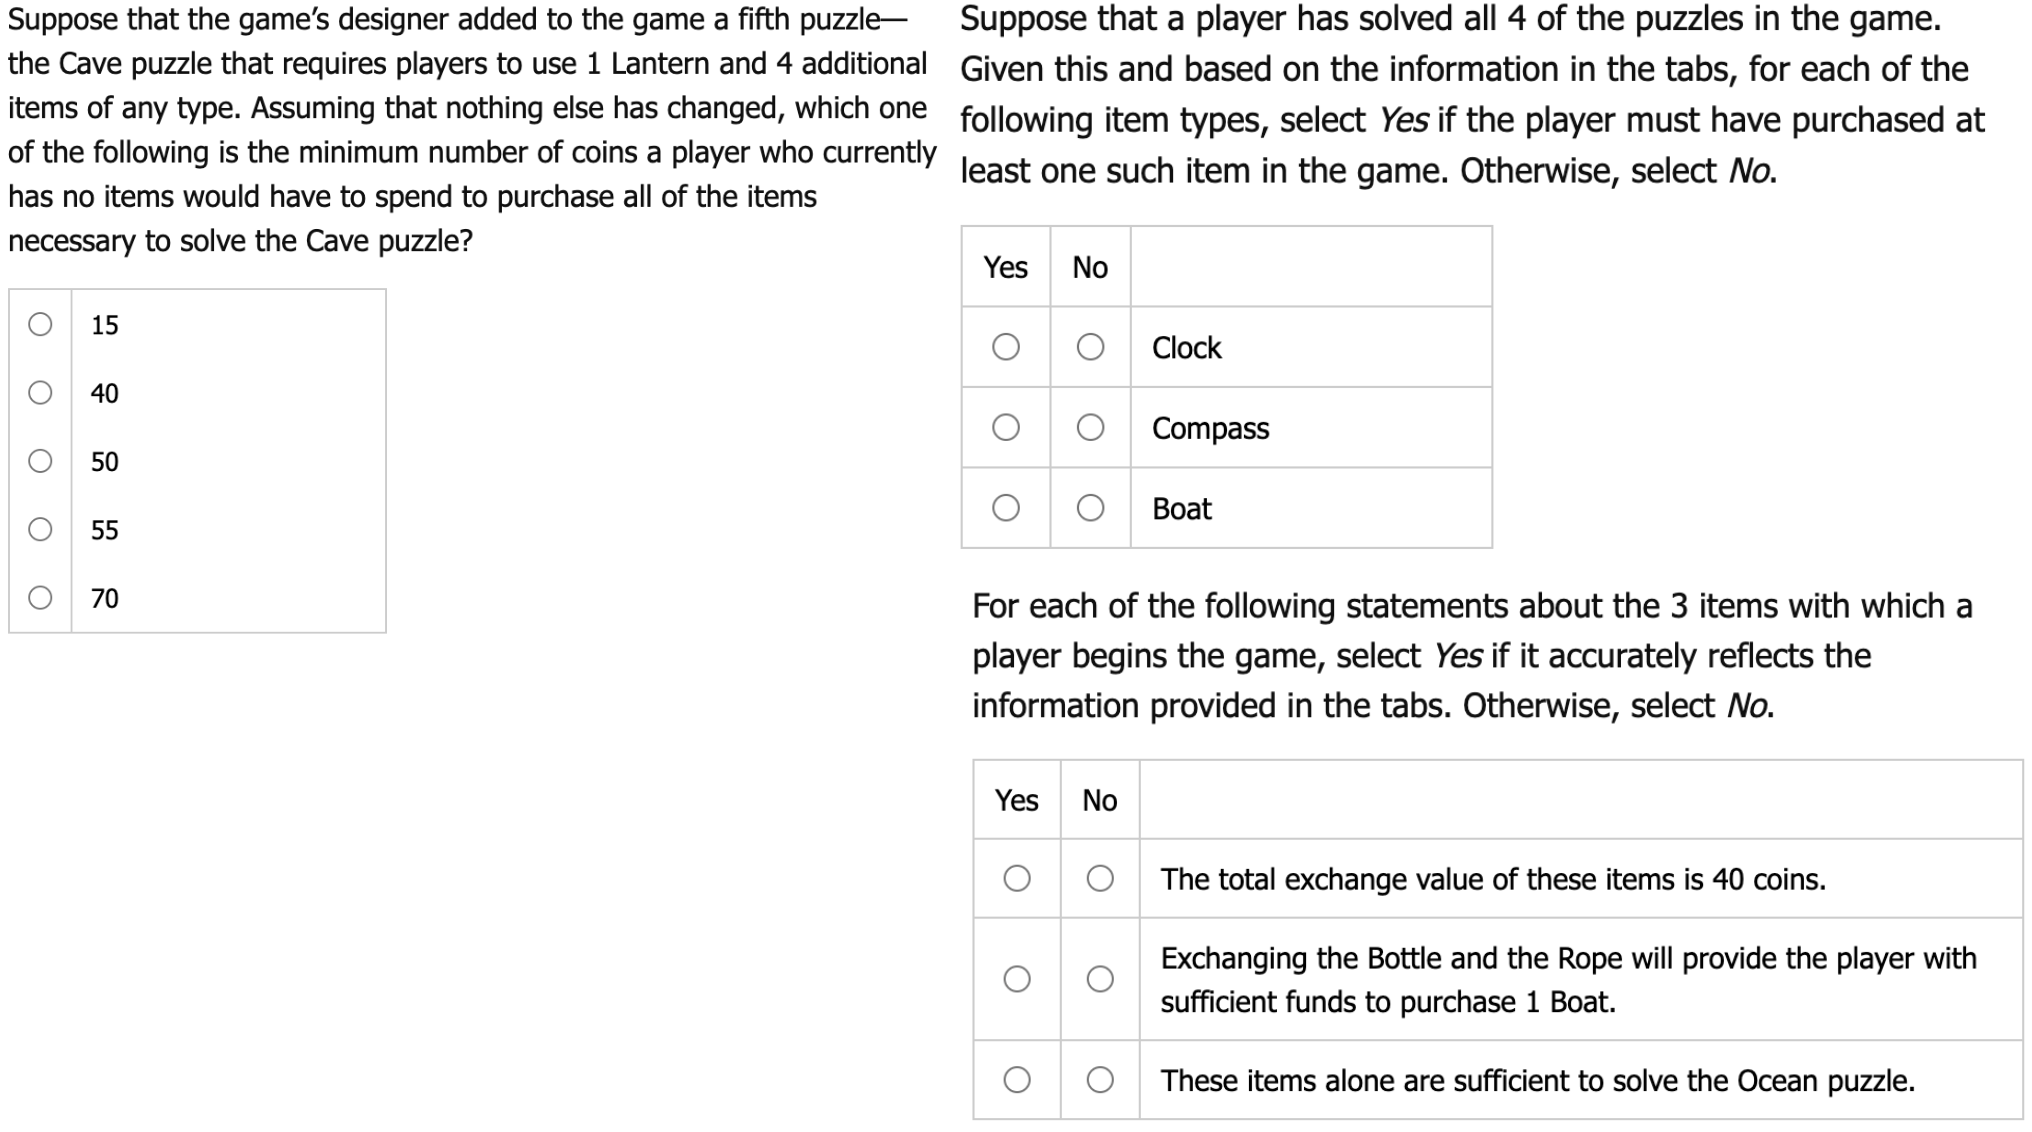 Suppose that the game’s designer added to the game a fifth puzzle—
the Cave puzzle that requires players to use 1 Lantern and 4 additional
items of any type. Assuming that nothing else has changed, which one
of the following is the minimum number of coins a player who currently
has no items would have to spend to purchase all of the items
necessary to solve the Cave puzzle?
15
40
50
55
70
Suppose that a player has solved all 4 of the puzzles in the game.
Given this and based on the information in the tabs, for each of the
following item types, select Yes if the player must have purchased at
least one such item in the game. Otherwise, select No.
Yes No
Clock
Compass
Boat
For each of the following statements about the 3 items with which a
player begins the game, select Yes if it accurately reflects the
information provided in the tabs. Otherwise, select No.
Yes No
The total exchange value of these items is 40 coins.
Exchanging the Bottle and the Rope will provide the player with
sufficient funds to purchase 1 Boat.
These items alone are sufficient to solve the Ocean puzzle.